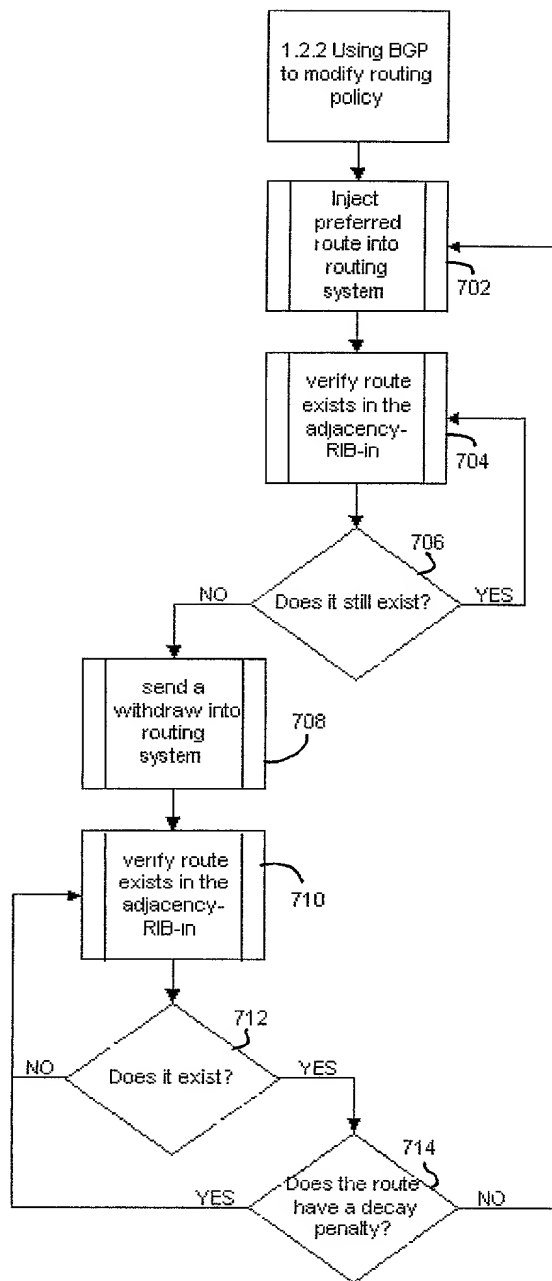 1.2.2 Using BGP
to modify routing
policy
Inject
preferred
route into
routing
system
702
verify route
exists in the
adjacency-
RIB-in
704
706
Does it still exist?
NO
YES
send a
withdraw into
routing
system
708
verify route
exists in the
adjacency-
RIB-in
710
712
Does it exist?
NO
YES
714
Does the route
have a decay
penalty?
YES
NO